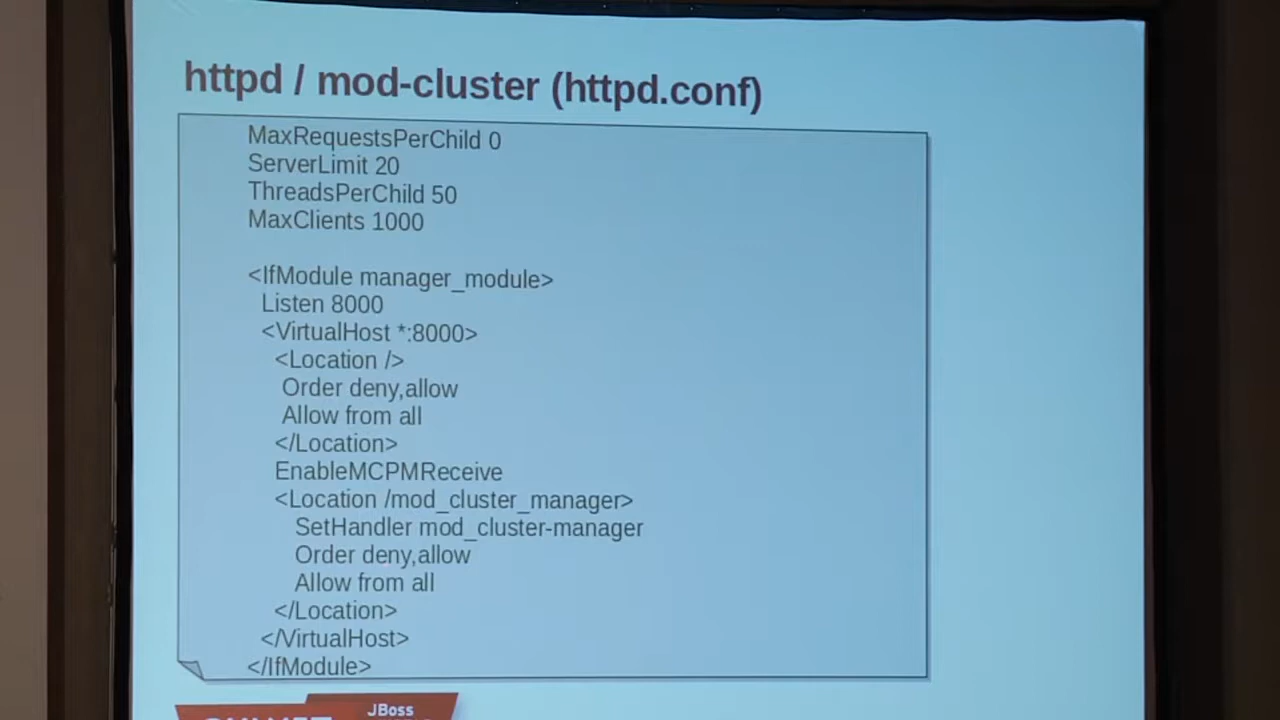 httpd / mod-cluster (httpd.conf)
MaxRequestsPerChild 0
ServerLimit 20
ThreadsPerChild 50
MaxClients 1000
<IfModule manager_module>
Listen 8000
<VirtualHost *:8000>
<Location />
Order deny,allow
Allow from all
</Location>
EnableMCPMReceive
<Location /mod_cluster_manager>
SetHandler mod_cluster-manager
Order deny,allow
Allow from all
</Location>
</VirtualHost>
</IfModule>
JBoss